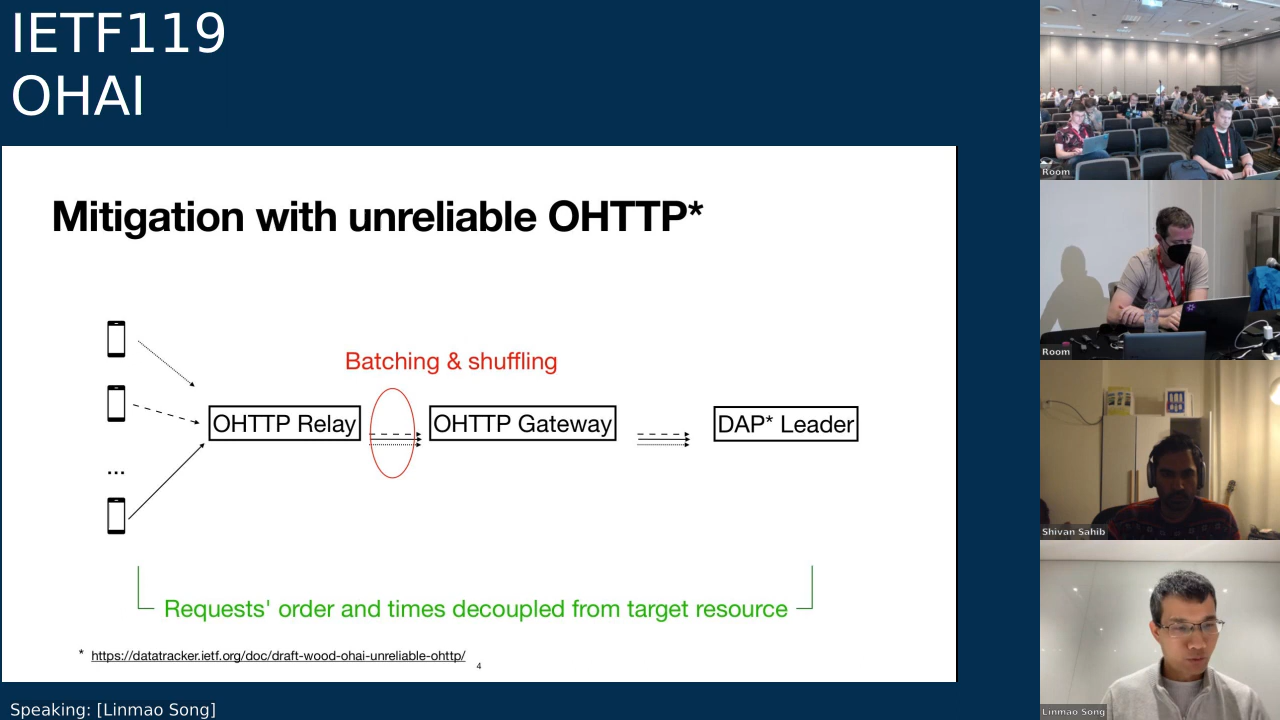 IETF119
OHAI
Mitigation with unreliable OHTTP*
Batching & shuffling
OHTTP Relay
OHTTP Gateway
DAP* Leader
...
Requests' order and times decoupled from target resource
* https://datatracker.ietf.org/doc/draft-wood-ohai-unreliable-ohttp/
4
Speaking: [Linmao Song]
Room
Room
Shivan Sahib
Linmao Song